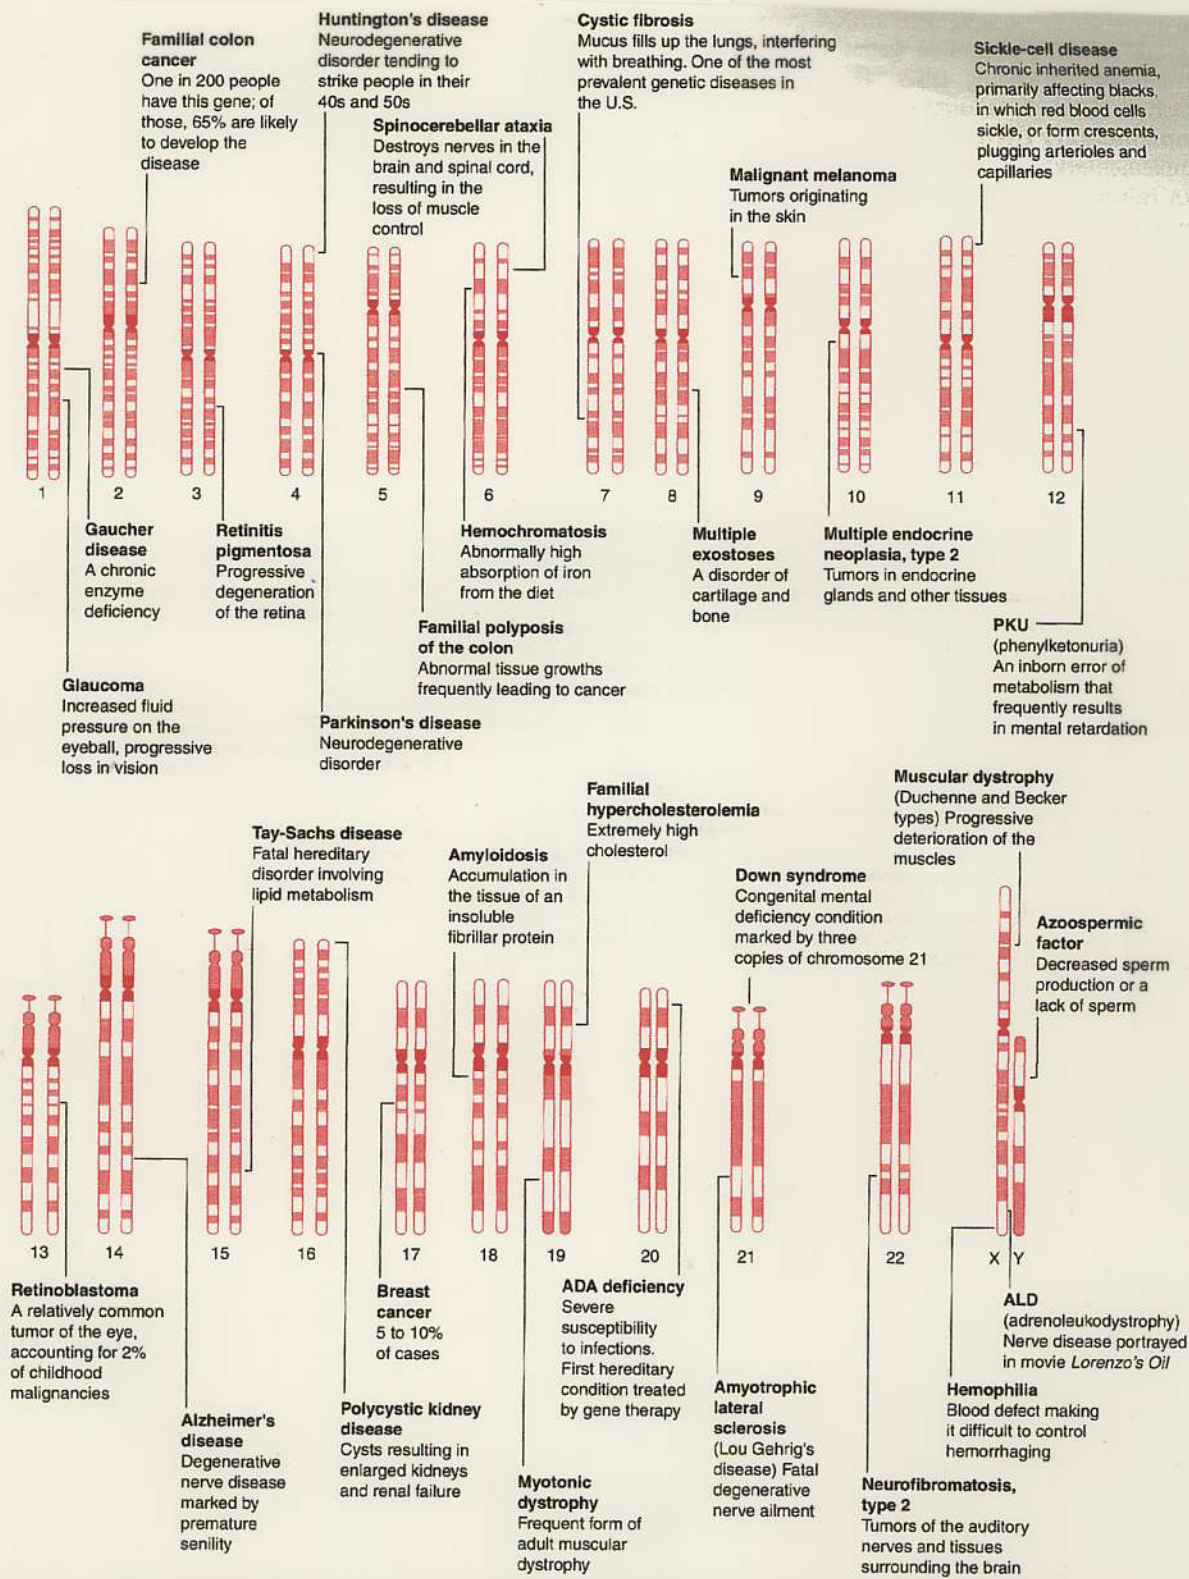 Familial colon
cancer
One in 200 people
have this gene; of
those, 65% are likely
to develop the
disease
Huntington's disease
Neurodegenerative
disorder tending to
strike people in their
40s and 50s
Spinocerebellar ataxia
Destroys nerves in the
brain and spinal cord,
resulting in the
loss of muscle
control
Cystic fibrosis
Mucus fills up the lungs, interfering
with breathing. One of the most
prevalent genetic diseases in
the U.S.
Malignant melanoma
Tumors originating
in the skin
Sickle-cell disease
Chronic inherited anemia,
primarily affecting blacks,
in which red blood cells
sickle, or form crescents,
plugging arterioles and
capillaries
1 2 3 4 5 6 7 8 9 10 11 12
Gaucher
disease
A chronic
enzyme
deficiency
Glaucoma
Increased fluid
pressure on the
eyeball, progressive
loss in vision
Retinitis
pigmentosa
Progressive
degeneration
of the retina
Parkinson's disease
Neurodegenerative
disorder
Familial polyposis
of the colon
Abnormal tissue growths
frequently leading to cancer
Hemochromatosis
Abnormally high
absorption of iron
from the diet
Multiple
exostoses
A disorder of
cartilage and
bone
Multiple endocrine
neoplasia, type 2
Tumors in endocrine
glands and other tissues
PKU
(phenylketonuria)
An inborn error of
metabolism that
frequently results
in mental retardation
Tay-Sachs disease
Fatal hereditary
disorder involving
lipid metabolism
Amyloidosis
Accumulation in
the tissue of an
insoluble
fibrillar protein
Familial
hypercholesterolemia
Extremely high
cholesterol
Down syndrome
Congenital mental
deficiency condition
marked by three
copies of chromosome 21
Muscular dystrophy
(Duchenne and Becker
types) Progressive
deterioration of the
muscles
Azoospermic
factor
Decreased sperm
production or a
lack of sperm
13 14 15 16 17 18 19 20 21 22 X Y
Retinoblastoma
A relatively common
tumor of the eye,
accounting for 2%
of childhood
malignancies
Alzheimer's
disease
Degenerative
nerve disease
marked by
premature
senility
Polycystic kidney
disease
Cysts resulting in
enlarged kidneys
and renal failure
Breast
cancer
5 to 10%
of cases
Myotonic
dystrophy
Frequent form of
adult muscular
dystrophy
ADA deficiency
Severe
susceptibility
to infections.
First hereditary
condition treated
by gene therapy
Amyotrophic
lateral
sclerosis
(Lou Gehrig's
disease) Fatal
degenerative
nerve ailment
Neurofibromatosis,
type 2
Tumors of the auditory
nerves and tissues
surrounding the brain
Hemophilia
Blood defect making
it difficult to control
hemorrhaging
ALD
(adrenoleukodystrophy)
Nerve disease portrayed
in movie Lorenzo's Oil